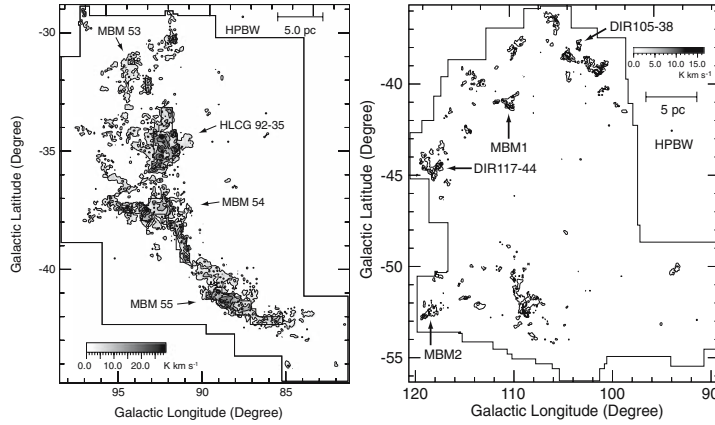 -30
-35
-40
Galactic Latitude (Degree)
MBM 53
HPBW
5.0 pc
HLCG 92-35
MBM 54
MBM 55
0.0 10.0 20.0 K km s-1
95 90 85
Galactic Longitude (Degree)
-40
-45
-50
-55
Galactic Latitude (Degree)
DIR105-38
0.0 5.0 10.0 15.0
K km s-1
5 pc
MBM1
HPBW
DIR117-44
MBM2
120 110 100 90
Galactic Longitude (Degree)